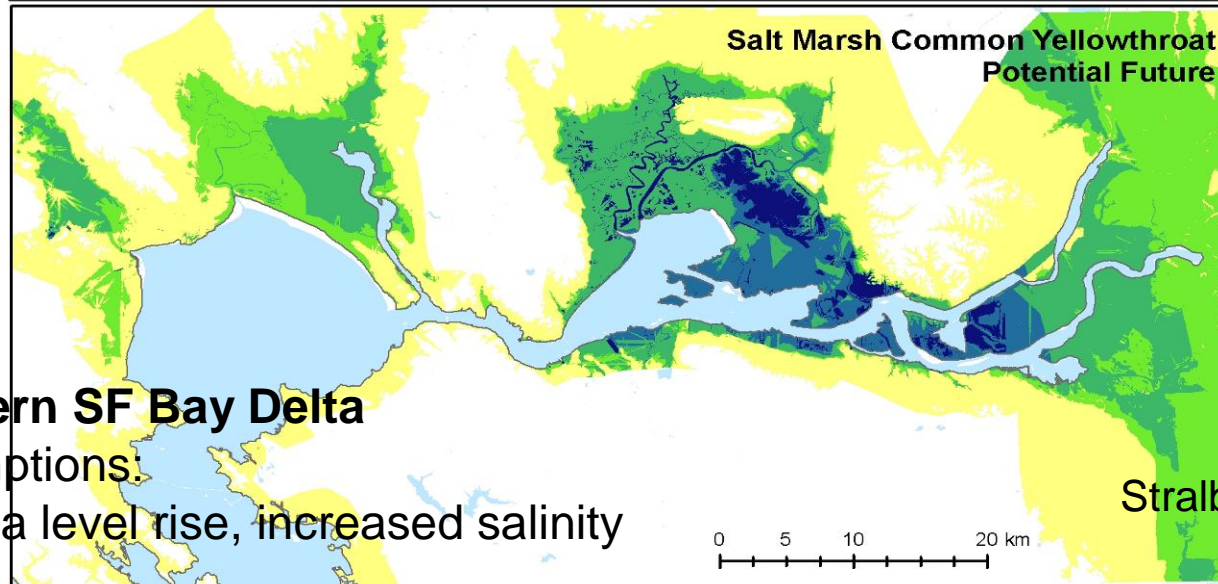 Salt Marsh Common Yellowthroat
Potential Future
ern SF Bay Delta
ptions:
a level rise, increased salinity
Stralb
0 5 10 20 km